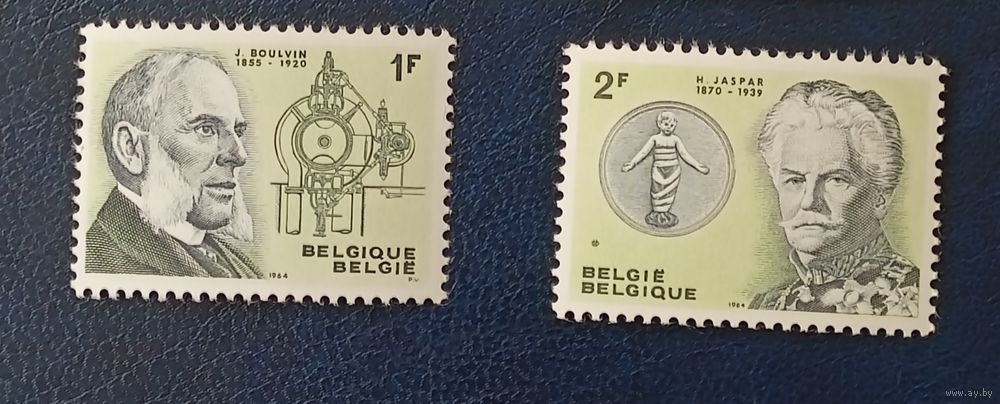 J. BOULVIN
1855 - 1920
1F
BELGIQUE
BELGIË
1964
P.V.
2F
H. JASPAR
1870 - 1939
BELGIË
BELGIQUE
1964
www.ay.by